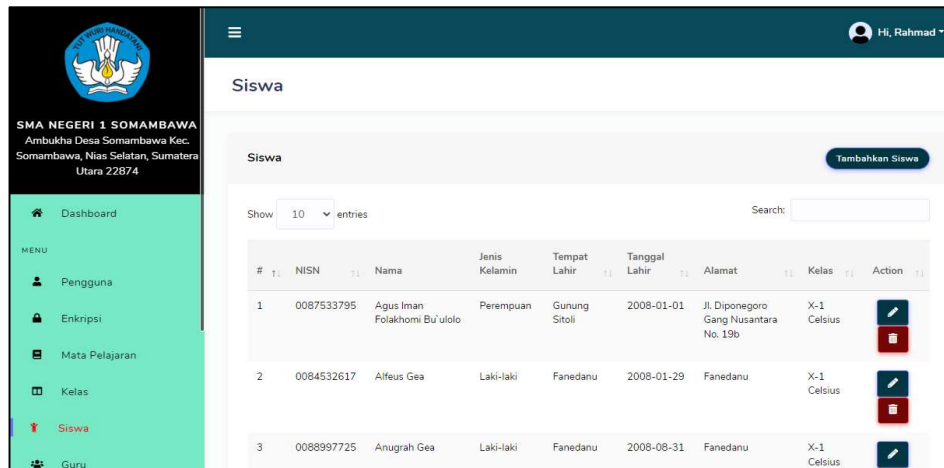 TUT WURI HANDAYANI
SMA NEGERI 1 SOMAMBAWA
Ambukha Desa Somambawa Kec.
Somambawa, Nias Selatan, Sumatera
Utara 22874
Dashboard
MENU
Pengguna
Enkripsi
Mata Pelajaran
Kelas
Siswa
Guru
Hi, Rahmad
Siswa
Siswa
Tambahkan Siswa
Show 10 entries
Search:
# NISN Nama Jenis Kelamin Tempat Lahir Tanggal Lahir Alamat Kelas Action
1 0087533795 Agus Iman Folakhomi Bu`ulolo Perempuan Gunung Sitoli 2008-01-01 Jl. Diponegoro Gang Nusantara No. 19b X-1 Celsius
2 0084532617 Alfeus Gea Laki-laki Fanedanu 2008-01-29 Fanedanu X-1 Celsius
3 0088997725 Anugrah Gea Laki-laki Fanedanu 2008-08-31 Fanedanu X-1 Celsius